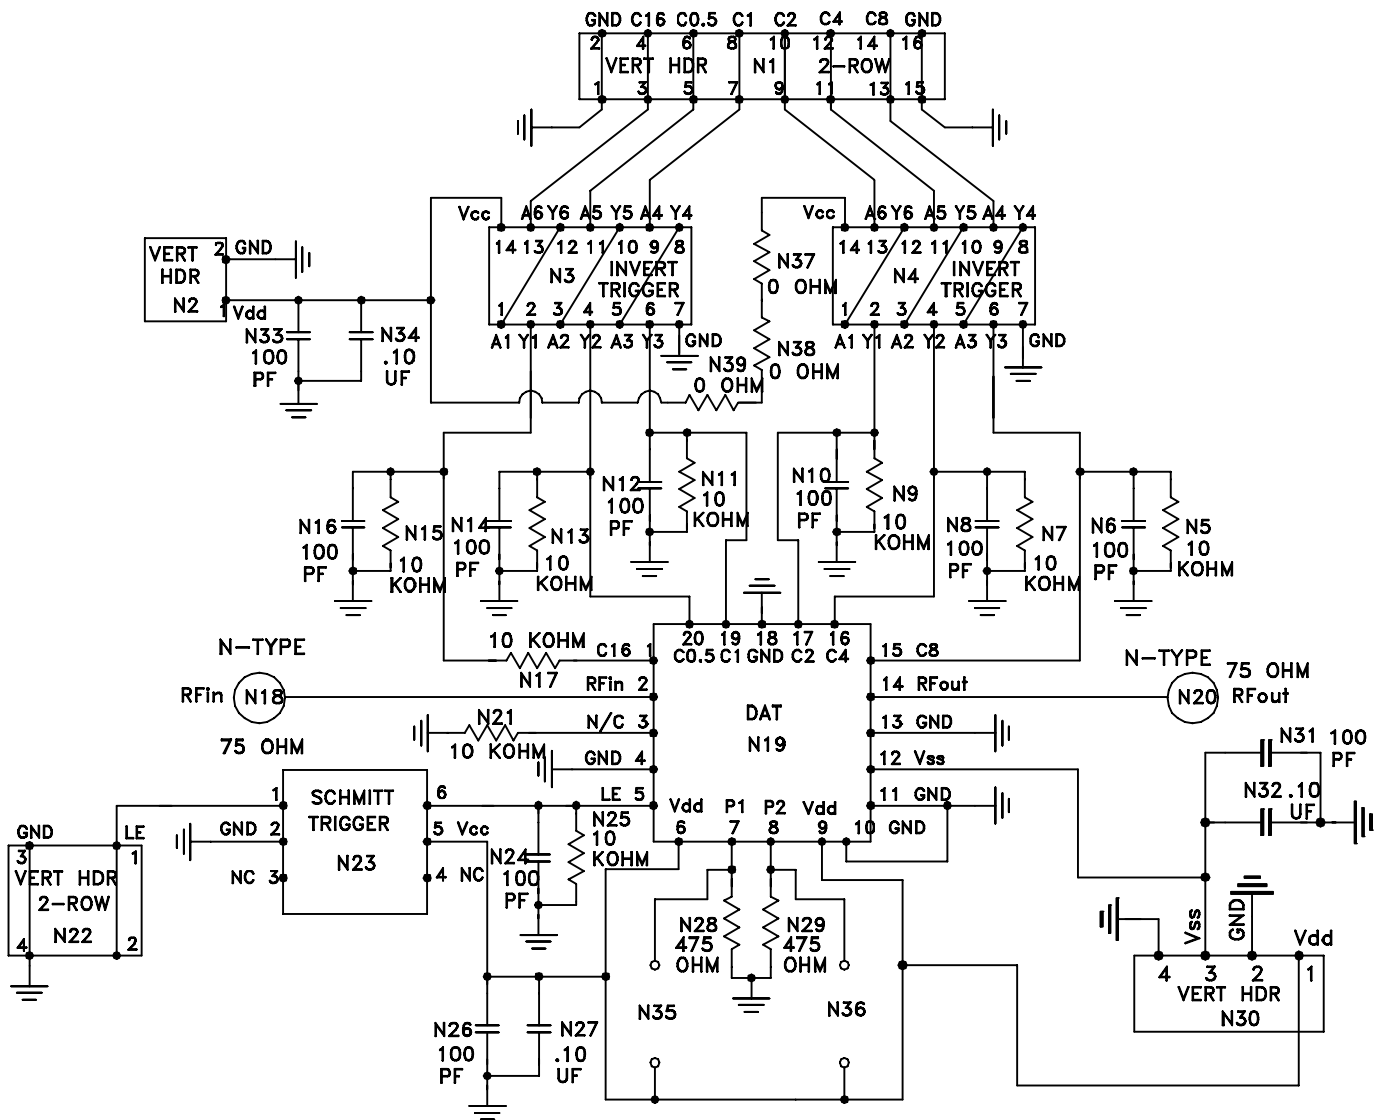 GND C16 C0.5 C1 C2 C4 C8 GND
2 4 6 8 10 12 14 16
VERT HDR N1 2-ROW
1 3 5 7 9 11 13 15
Vcc A6 Y6 A5 Y5 A4 Y4
14 13 12 11 10 9 8
N3 INVERT
TRIGGER
1 2 3 4 5 6 7
A1 Y1 A2 Y2 A3 Y3 GND
Vcc A6 Y6 A5 Y5 A4 Y4
14 13 12 11 10 9 8
N4 INVERT
TRIGGER
1 2 3 4 5 6 7
A1 Y1 A2 Y2 A3 Y3 GND
VERT 2 GND
HDR
N2 1 Vdd
N33
100
PF
N34
.10
UF
N37
0 OHM
N38
0 OHM
N39
0 OHM
N16
100
PF
N15
10
KOHM
N14
100
PF
N13
10
KOHM
N12
100
PF
N11
10
KOHM
N10
100
PF
N9
10
KOHM
N8
100
PF
N7
10
KOHM
N6
100
PF
N5
10
KOHM
20 19 18 17 16
C0.5 C1 GND C2 C4
10 KOHM
N17
C16 1
RFin 2
N/C 3
GND 4
LE 5
DAT
N19
15 C8
14 RFout
13 GND
12 Vss
11 GND
10 GND
Vdd P1 P2 Vdd
6 7 8 9
N-TYPE
RFin N18
75 OHM
N21
10 KOHM
N-TYPE
75 OHM
N20 RFout
N31 100
PF
N32 .10
UF
SCHMITT
TRIGGER
N23
1
GND 2
NC 3
6
5 Vcc
4 NC
GND LE
3 1
VERT HDR
2-ROW
N22
4 2
N25
10
KOHM
N24
100
PF
N28
475
OHM
N29
475
OHM
N35
N36
N26
100
PF
N27
.10
UF
Vss GND Vdd
4 3 2 1
VERT HDR
N30